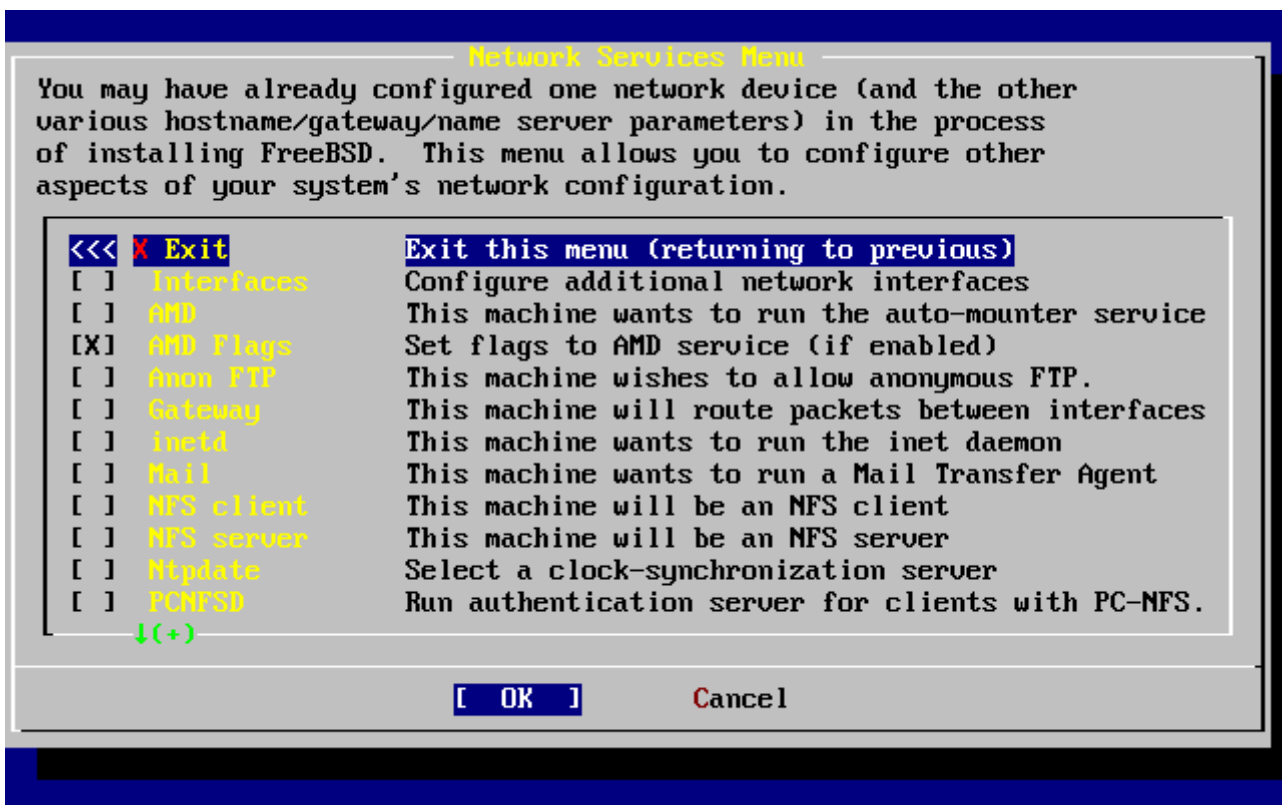 Network Services Menu
You may have already configured one network device (and the other
various hostname/gateway/name server parameters) in the process
of installing FreeBSD.  This menu allows you to configure other
aspects of your system's network configuration.
<<< X Exit Exit this menu (returning to previous)
[ ] Interfaces Configure additional network interfaces
[ ] AMD This machine wants to run the auto-mounter service
[X] AMD Flags Set flags to AMD service (if enabled)
[ ] Anon FTP This machine wishes to allow anonymous FTP.
[ ] Gateway This machine will route packets between interfaces
[ ] inetd This machine wants to run the inet daemon
[ ] Mail This machine wants to run a Mail Transfer Agent
[ ] NFS client This machine will be an NFS client
[ ] NFS server This machine will be an NFS server
[ ] Ntpdate Select a clock-synchronization server
[ ] PCNFSD Run authentication server for clients with PC-NFS.
↓(+)
[ OK ] Cancel